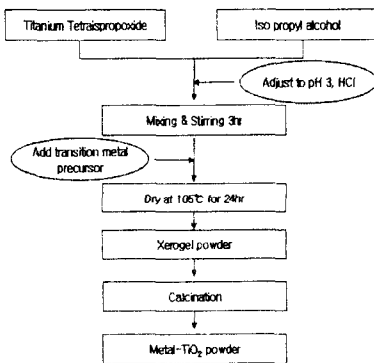 Titanium Tetraispropoxide
Iso propyl alcohol
Adjust to pH 3, HCl
Mixing & Stirring 3hr
Add transition metal
precursor
Dry at 105℃ for 24hr
Xerogel powder
Calcination
Metal-TiO₂ powder